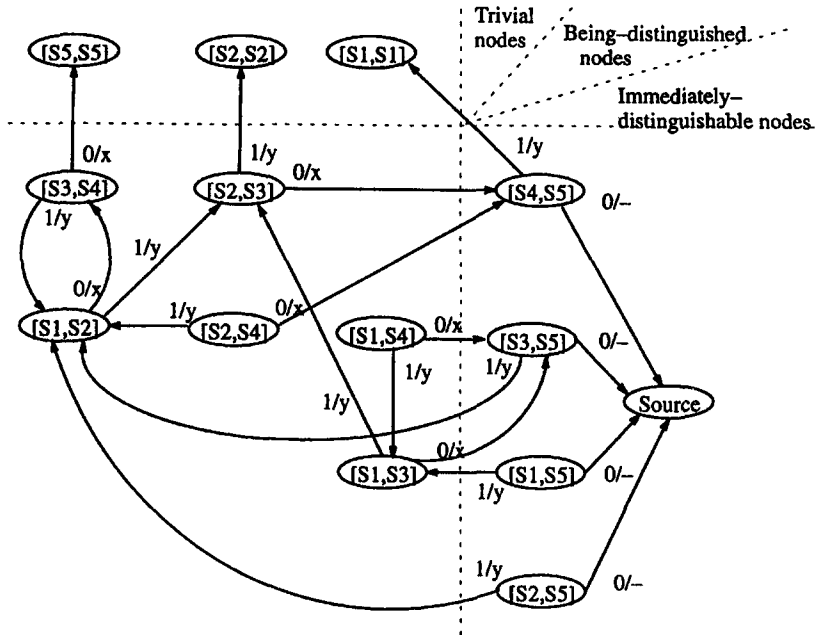 Trivial
nodes
Being–distinguished
nodes
Immediately–
distinguishable nodes
[S5,S5]
[S2,S2]
[S1,S1]
0/x
1/y
1/y
[S3,S4]
[S2,S3]
0/x
[S4,S5]
0/–
1/y
1/y
0/x
1/y
0/x
[S1,S2]
[S2,S4]
[S1,S4]
0/x
[S3,S5]
0/–
1/y
1/y
1/y
Source
0/x
[S1,S3]
[S1,S5]
1/y
0/–
1/y
0/–
[S2,S5]